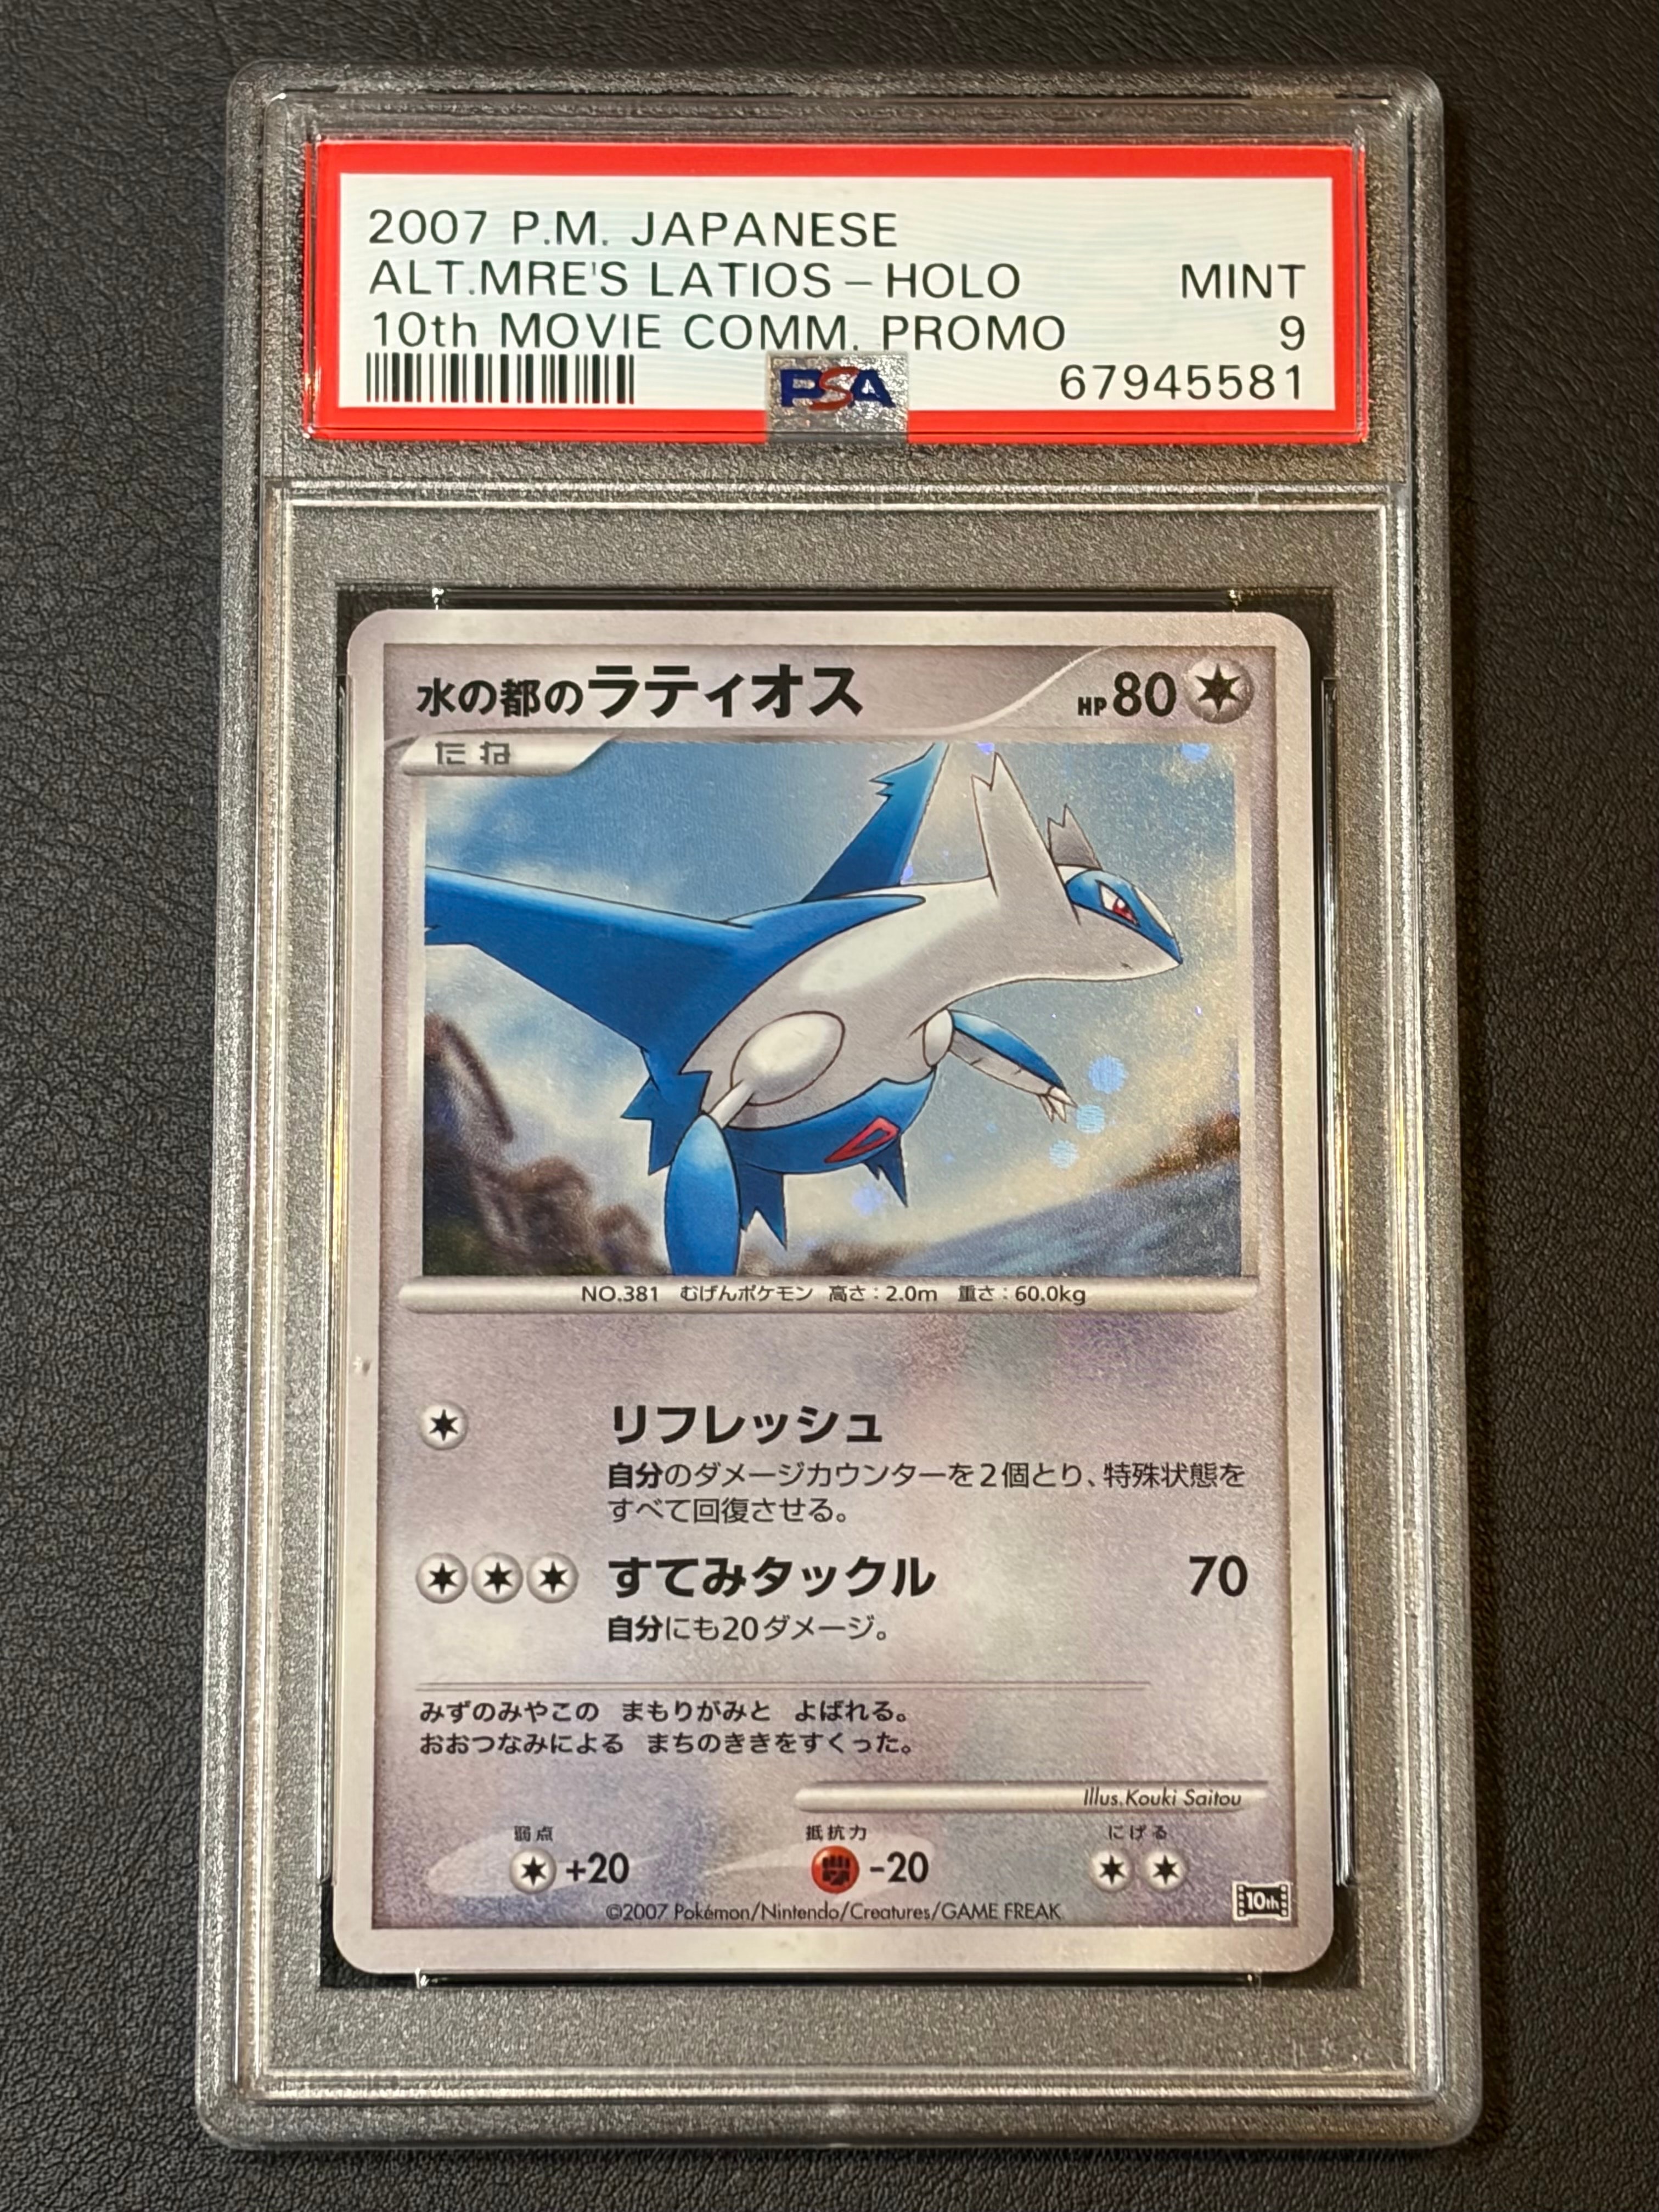 2007 P.M. JAPANESE
ALT.MRE'S LATIOS - HOLO MINT
10th MOVIE COMM. PROMO 9
PSA 67945581
水の都のラティオス HP80
たね
NO.381 むげんポケモン 高さ:2.0m 重さ:60.0kg
リフレッシュ
自分のダメージカウンターを2個とり、特殊状態を
すべて回復させる。
すてみタックル 70
自分にも20ダメージ。
みずのみやこの まもりがみと よばれる。
おおつなみによる まちのききをすくった。
Illus.Kouki Saitou
弱点 抵抗力 にげる
+20 -20
©2007 Pokémon/Nintendo/Creatures/GAME FREAK
10th